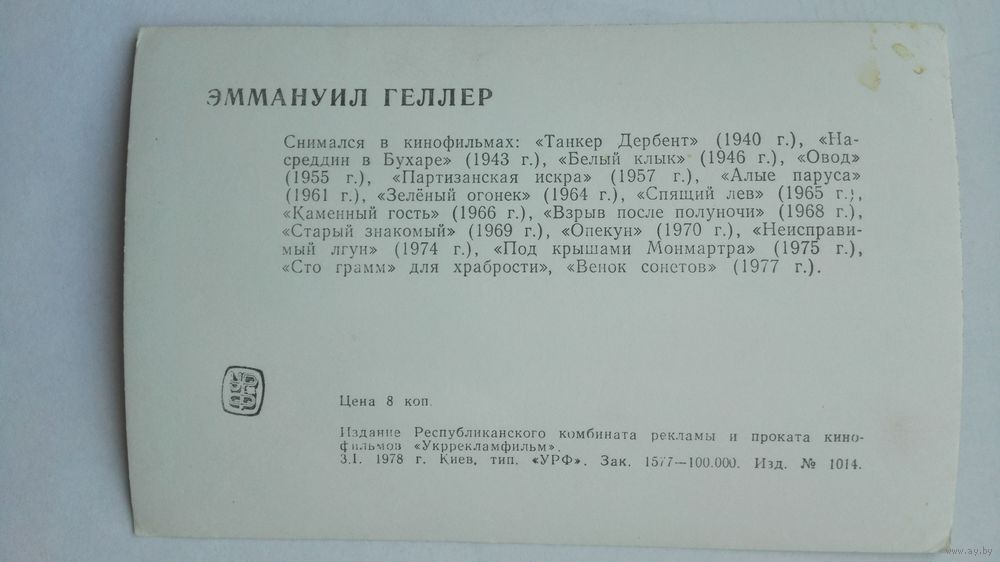 ЭММАНУИЛ ГЕЛЛЕР
Снимался в кинофильмах: «Танкер Дербент» (1940 г.), «На-
среддин в Бухаре» (1943 г.), «Белый клык» (1946 г.), «Овод»
(1955 г.), «Партизанская искра» (1957 г.), «Алые паруса»
(1961 г.), «Зелёный огонек» (1964 г.), «Спящий лев» (1965 г.),
«Каменный гость» (1966 г.), «Взрыв после полуночи» (1968 г.),
«Старый знакомый» (1969 г.), «Опекун» (1970 г.), «Неисправи-
мый лгун» (1974 г.), «Под крышами Монмартра» (1975 г.),
«Сто грамм» для храбрости», «Венок сонетов» (1977 г.).
Цена 8 коп.
Издание Республиканского комбината рекламы и проката кино-
фильмов «Укррекламфильм».
3.I. 1978 г. Киев, тип. «УРФ». Зак. 1577—100.000. Изд. № 1014.
www.ay.by